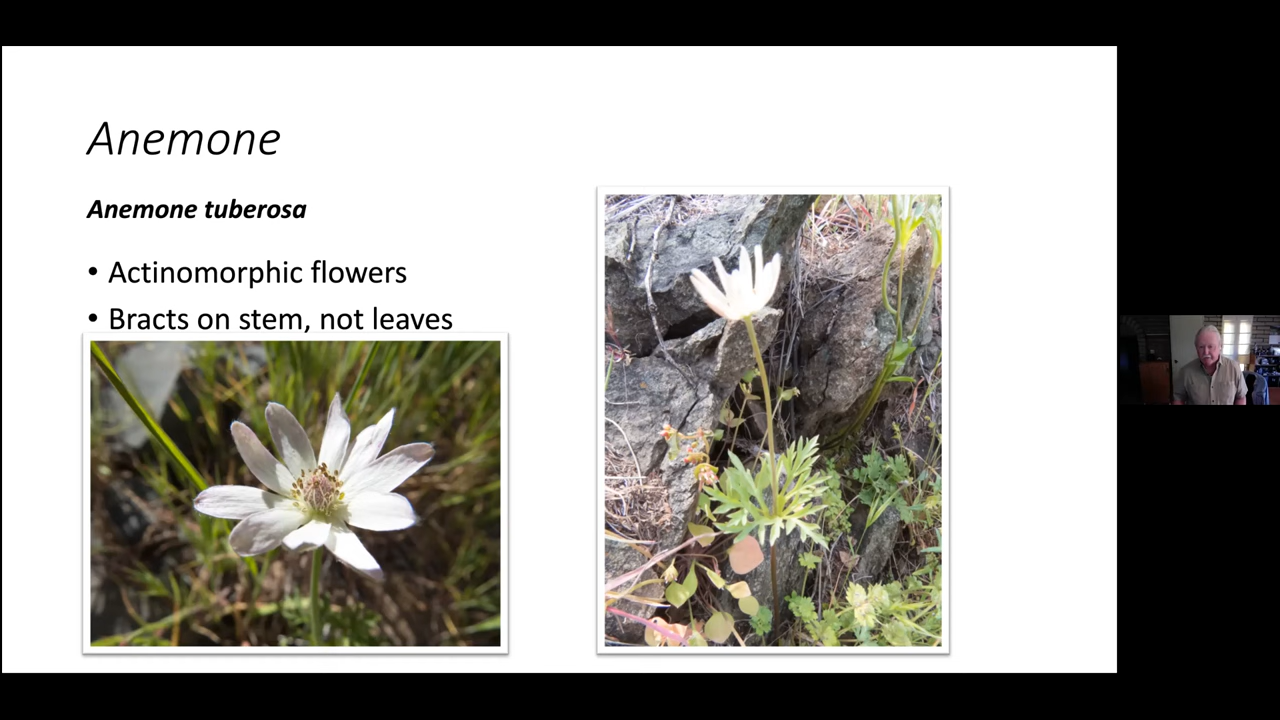 Anemone
Anemone tuberosa
• Actinomorphic flowers
• Bracts on stem, not leaves